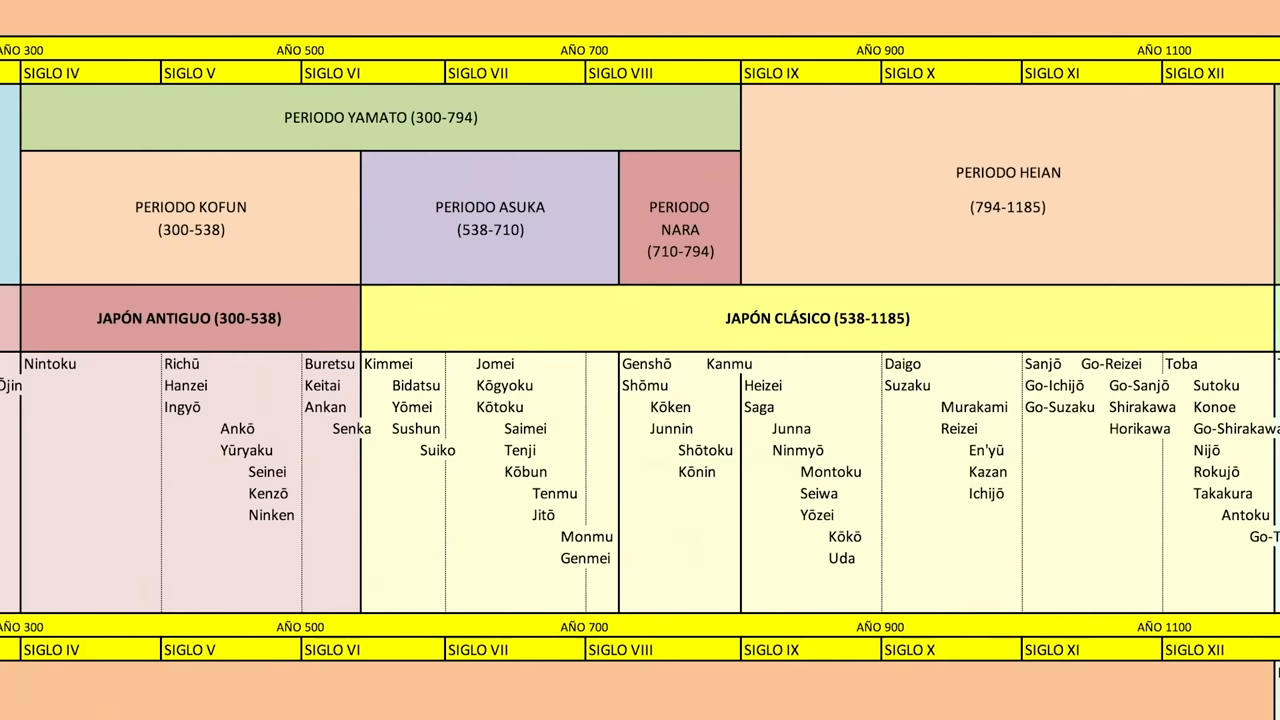 AÑO 300 AÑO 500 AÑO 700 AÑO 900 AÑO 1100
SIGLO IV SIGLO V SIGLO VI SIGLO VII SIGLO VIII SIGLO IX SIGLO X SIGLO XI SIGLO XII
PERIODO YAMATO (300-794)
PERIODO HEIAN
(794-1185)
PERIODO KOFUN
(300-538)
PERIODO ASUKA
(538-710)
PERIODO
NARA
(710-794)
JAPÓN ANTIGUO (300-538) JAPÓN CLÁSICO (538-1185)
Nintoku Richū Buretsu Kimmei Jomei Genshō Kanmu Daigo Sanjō Go-Reizei Toba
Ōjin Hanzei Keitai Bidatsu Kōgyoku Shōmu Heizei Suzaku Go-Ichijō Go-Sanjō Sutoku
Ingyō Ankan Yōmei Kōtoku Kōken Saga Murakami Go-Suzaku Shirakawa Konoe
Ankō Senka Sushun Saimei Junnin Junna Reizei Horikawa Go-Shirakawa
Yūryaku Suiko Tenji Shōtoku Ninmyō En'yū Nijō
Seinei Kōbun Kōnin Montoku Kazan Rokujō
Kenzō Tenmu Seiwa Ichijō Takakura
Ninken Jitō Yōzei Antoku
Monmu Kōkō
Genmei Uda
AÑO 300 AÑO 500 AÑO 700 AÑO 900 AÑO 1100
SIGLO IV SIGLO V SIGLO VI SIGLO VII SIGLO VIII SIGLO IX SIGLO X SIGLO XI SIGLO XII